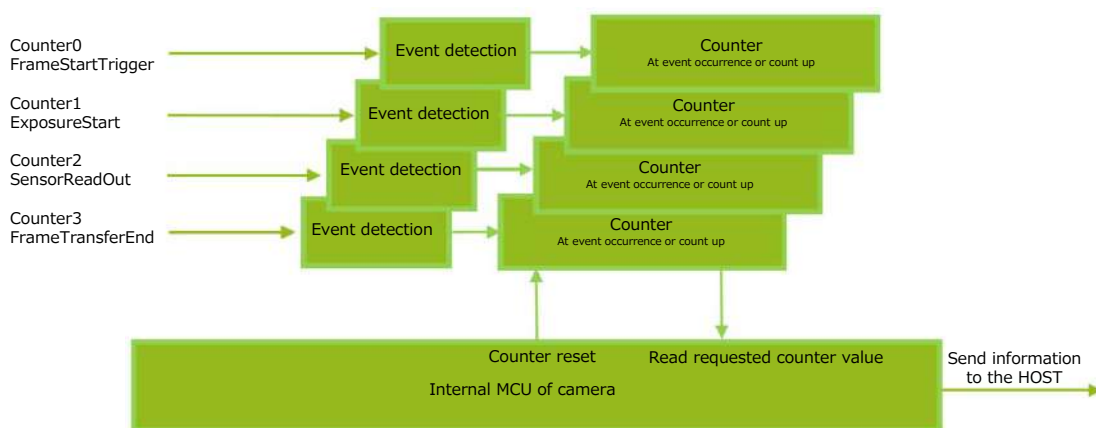 Counter0
FrameStartTrigger
Event detection
Counter
At event occurrence or count up
Counter1
ExposureStart
Event detection
Counter
At event occurrence or count up
Counter2
SensorReadOut
Event detection
Counter
At event occurrence or count up
Counter3
FrameTransferEnd
Event detection
Counter
At event occurrence or count up
Counter reset
Read requested counter value
Internal MCU of camera
Send information
to the HOST